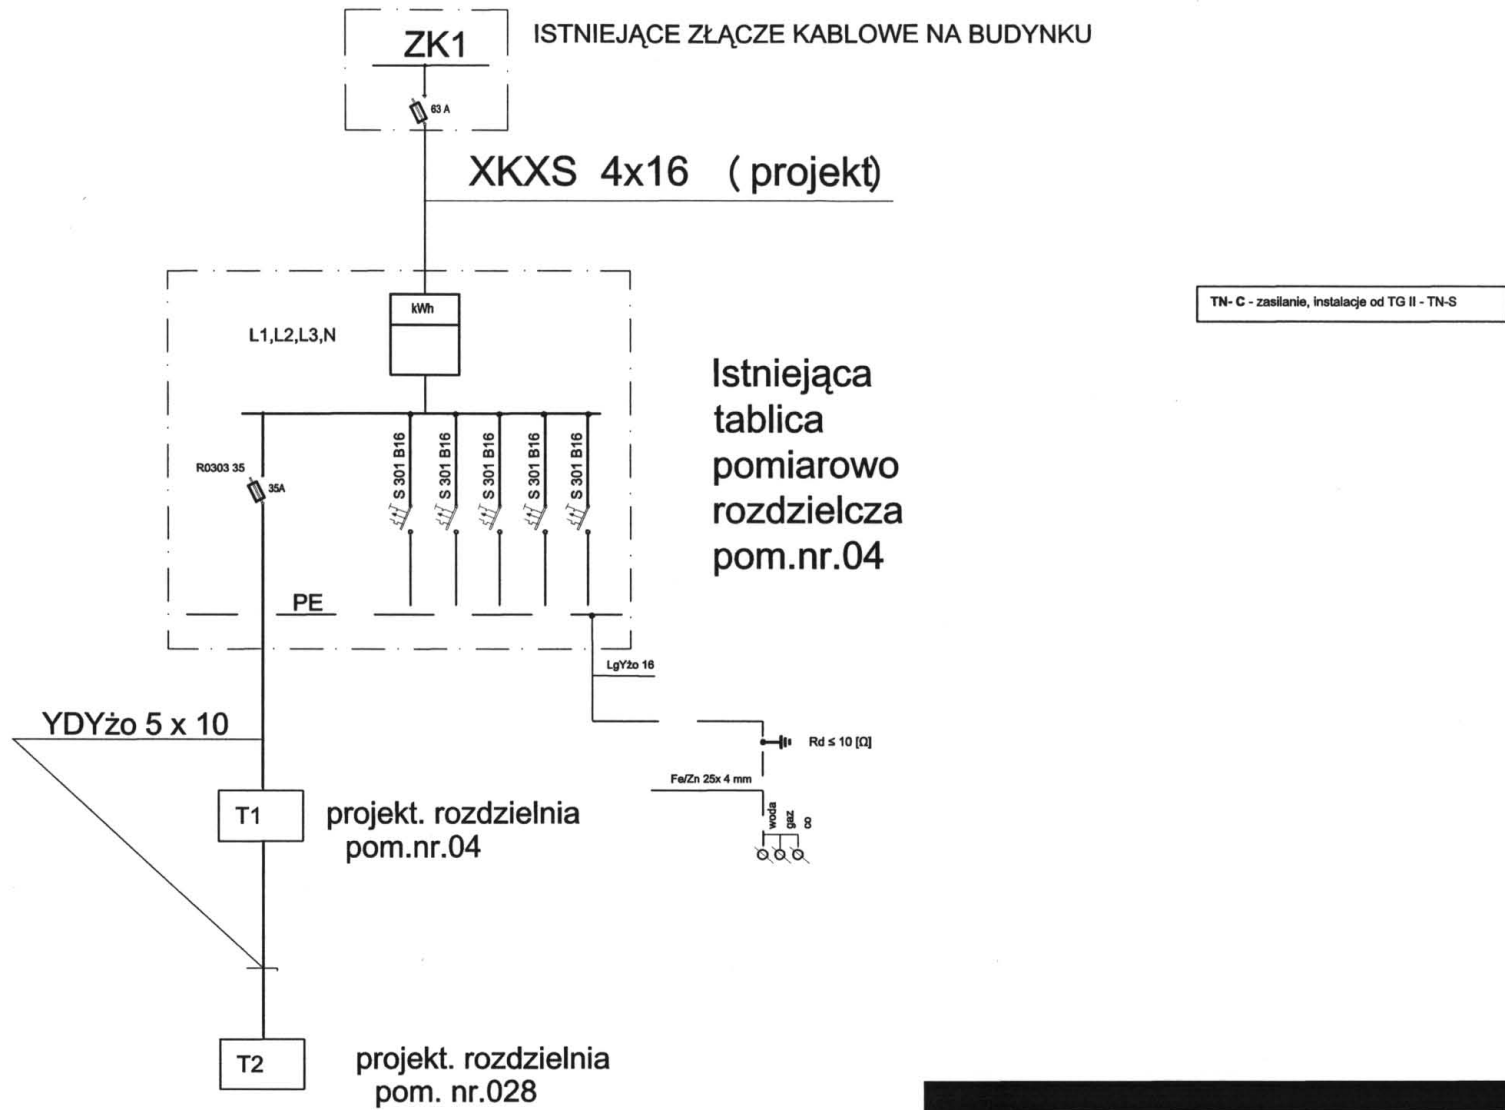 ZK1
ISTNIEJĄCE ZŁĄCZE KABLOWE NA BUDYNKU
63 A
XKXS 4x16 ( projekt)
TN- C - zasilanie, instalacje od TG II - TN-S
kWh
L1,L2,L3,N
Istniejąca
tablica
pomiarowo
rozdzielcza
pom.nr.04
R0303 35
35A
S 301 B16
S 301 B16
S 301 B16
S 301 B16
S 301 B16
PE
LgYżo 16
YDYżo 5 x 10
Rd ≤ 10 [Ω]
Fe/Zn 25x 4 mm
woda
gaz
co
T1
projekt. rozdzielnia
pom.nr.04
T2
projekt. rozdzielnia
pom. nr.028